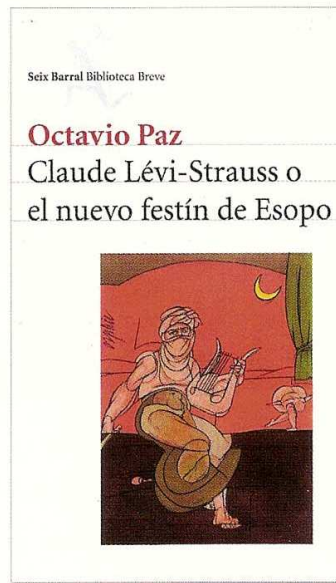 Seix Barral Biblioteca Breve
Octavio Paz
Claude Lévi-Strauss o
el nuevo festín de Esopo